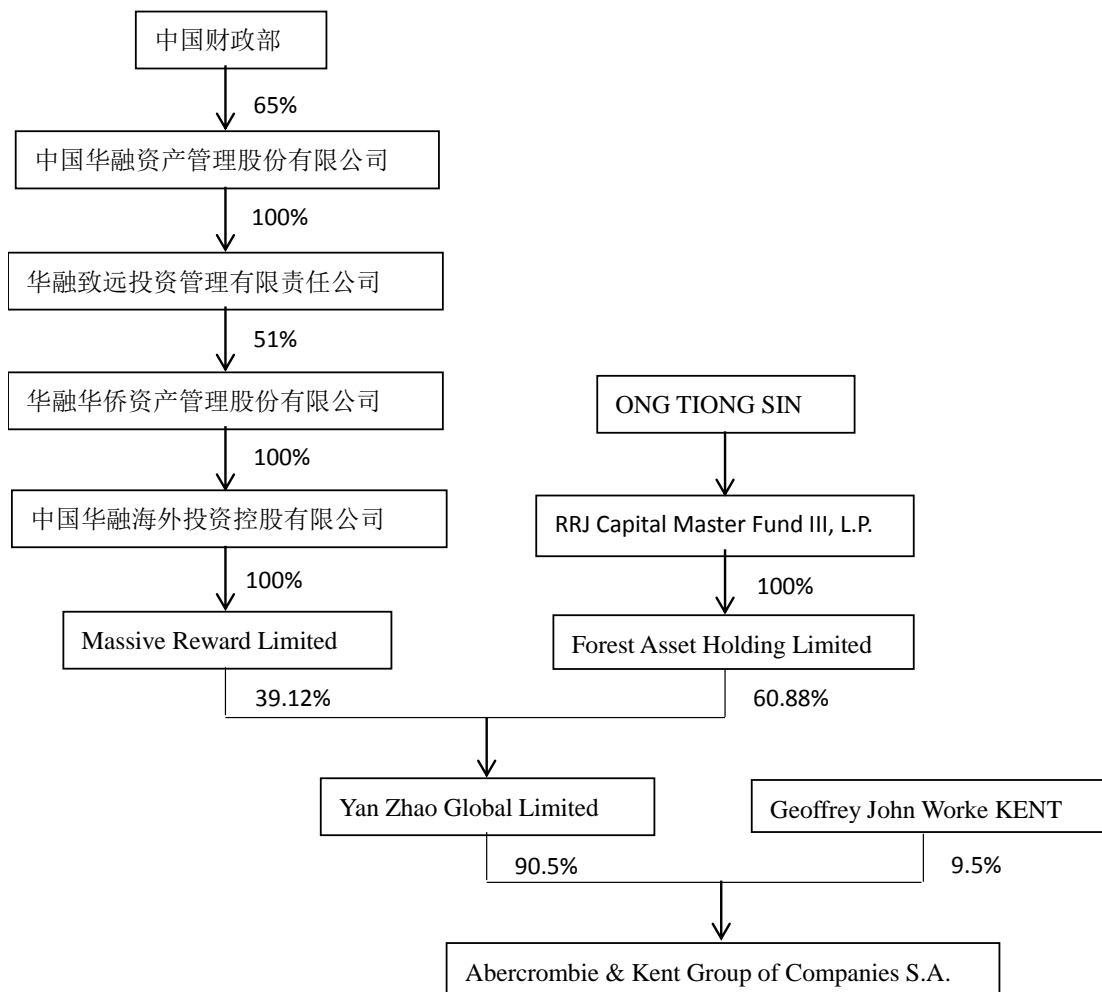 中国财政部
65%
中国华融资产管理股份有限公司
100%
华融致远投资管理有限责任公司
51%
华融华侨资产管理股份有限公司
ONG TIONG SIN
100%
中国华融海外投资控股有限公司
RRJ Capital Master Fund III, L.P.
100%
100%
Massive Reward Limited
Forest Asset Holding Limited
39.12%
60.88%
Yan Zhao Global Limited
Geoffrey John Worke KENT
90.5%
9.5%
Abercrombie & Kent Group of Companies S.A.